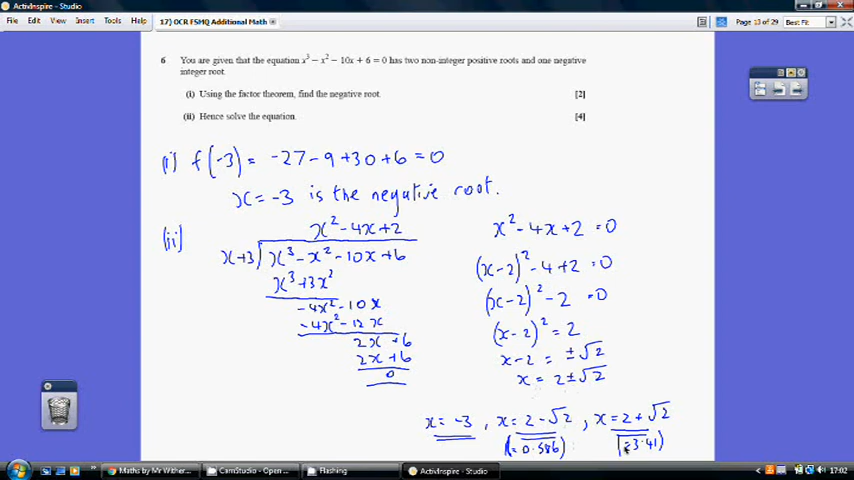 ActivInspire - Studio
File Edit View Insert Tools Help
17) OCR FSMQ Additional Math
Page 13 of 29
Best Fit
6 You are given that the equation x³ − x² − 10x + 6 = 0 has two non-integer positive roots and one negative
integer root.
(i) Using the factor theorem, find the negative root. [2]
(ii) Hence solve the equation. [4]
(i) f(-3) = -27 - 9 + 30 + 6 = 0
x = -3 is the negative root.
(ii)
x² - 4x + 2
x+3) x³ - x² - 10x + 6
x³ + 3x²
-4x² - 10x
-4x² - 12x
2x + 6
2x + 6
0
x² - 4x + 2 = 0
(x-2)² - 4 + 2 = 0
(x-2)² - 2 = 0
(x-2)² = 2
x - 2 = ±√2
x = 2 ± √2
x = -3 , x = 2 - √2 , x = 2 + √2
(= 0.586) (=3.41)
Maths by Mr Wither...
CamStudio - Engli...
Flashing
ActivInspire - Studio
17:02